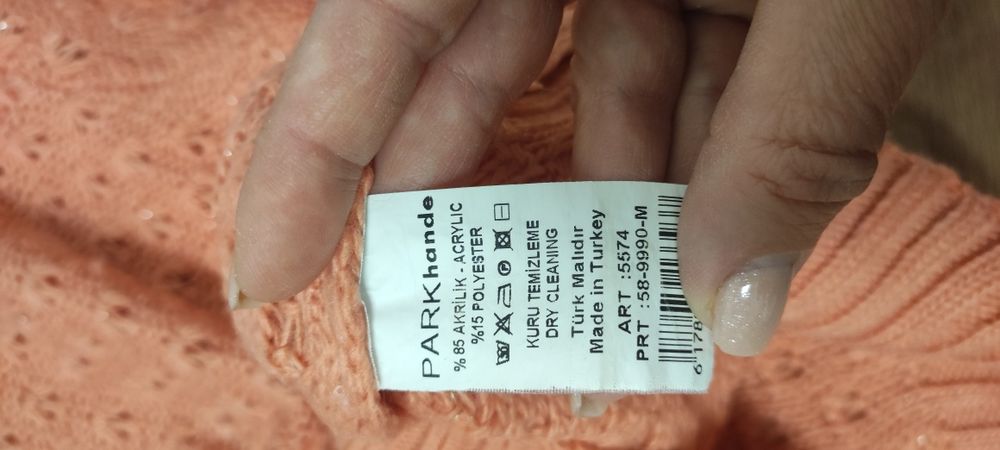 PARKhande
%85 AKRİLİK - ACRYLIC
%15 POLYESTER
KURU TEMİZLEME
DRY CLEANING
Türk Malıdır
Made in Turkey
ART :5574
PRT :58-9990-M
6178